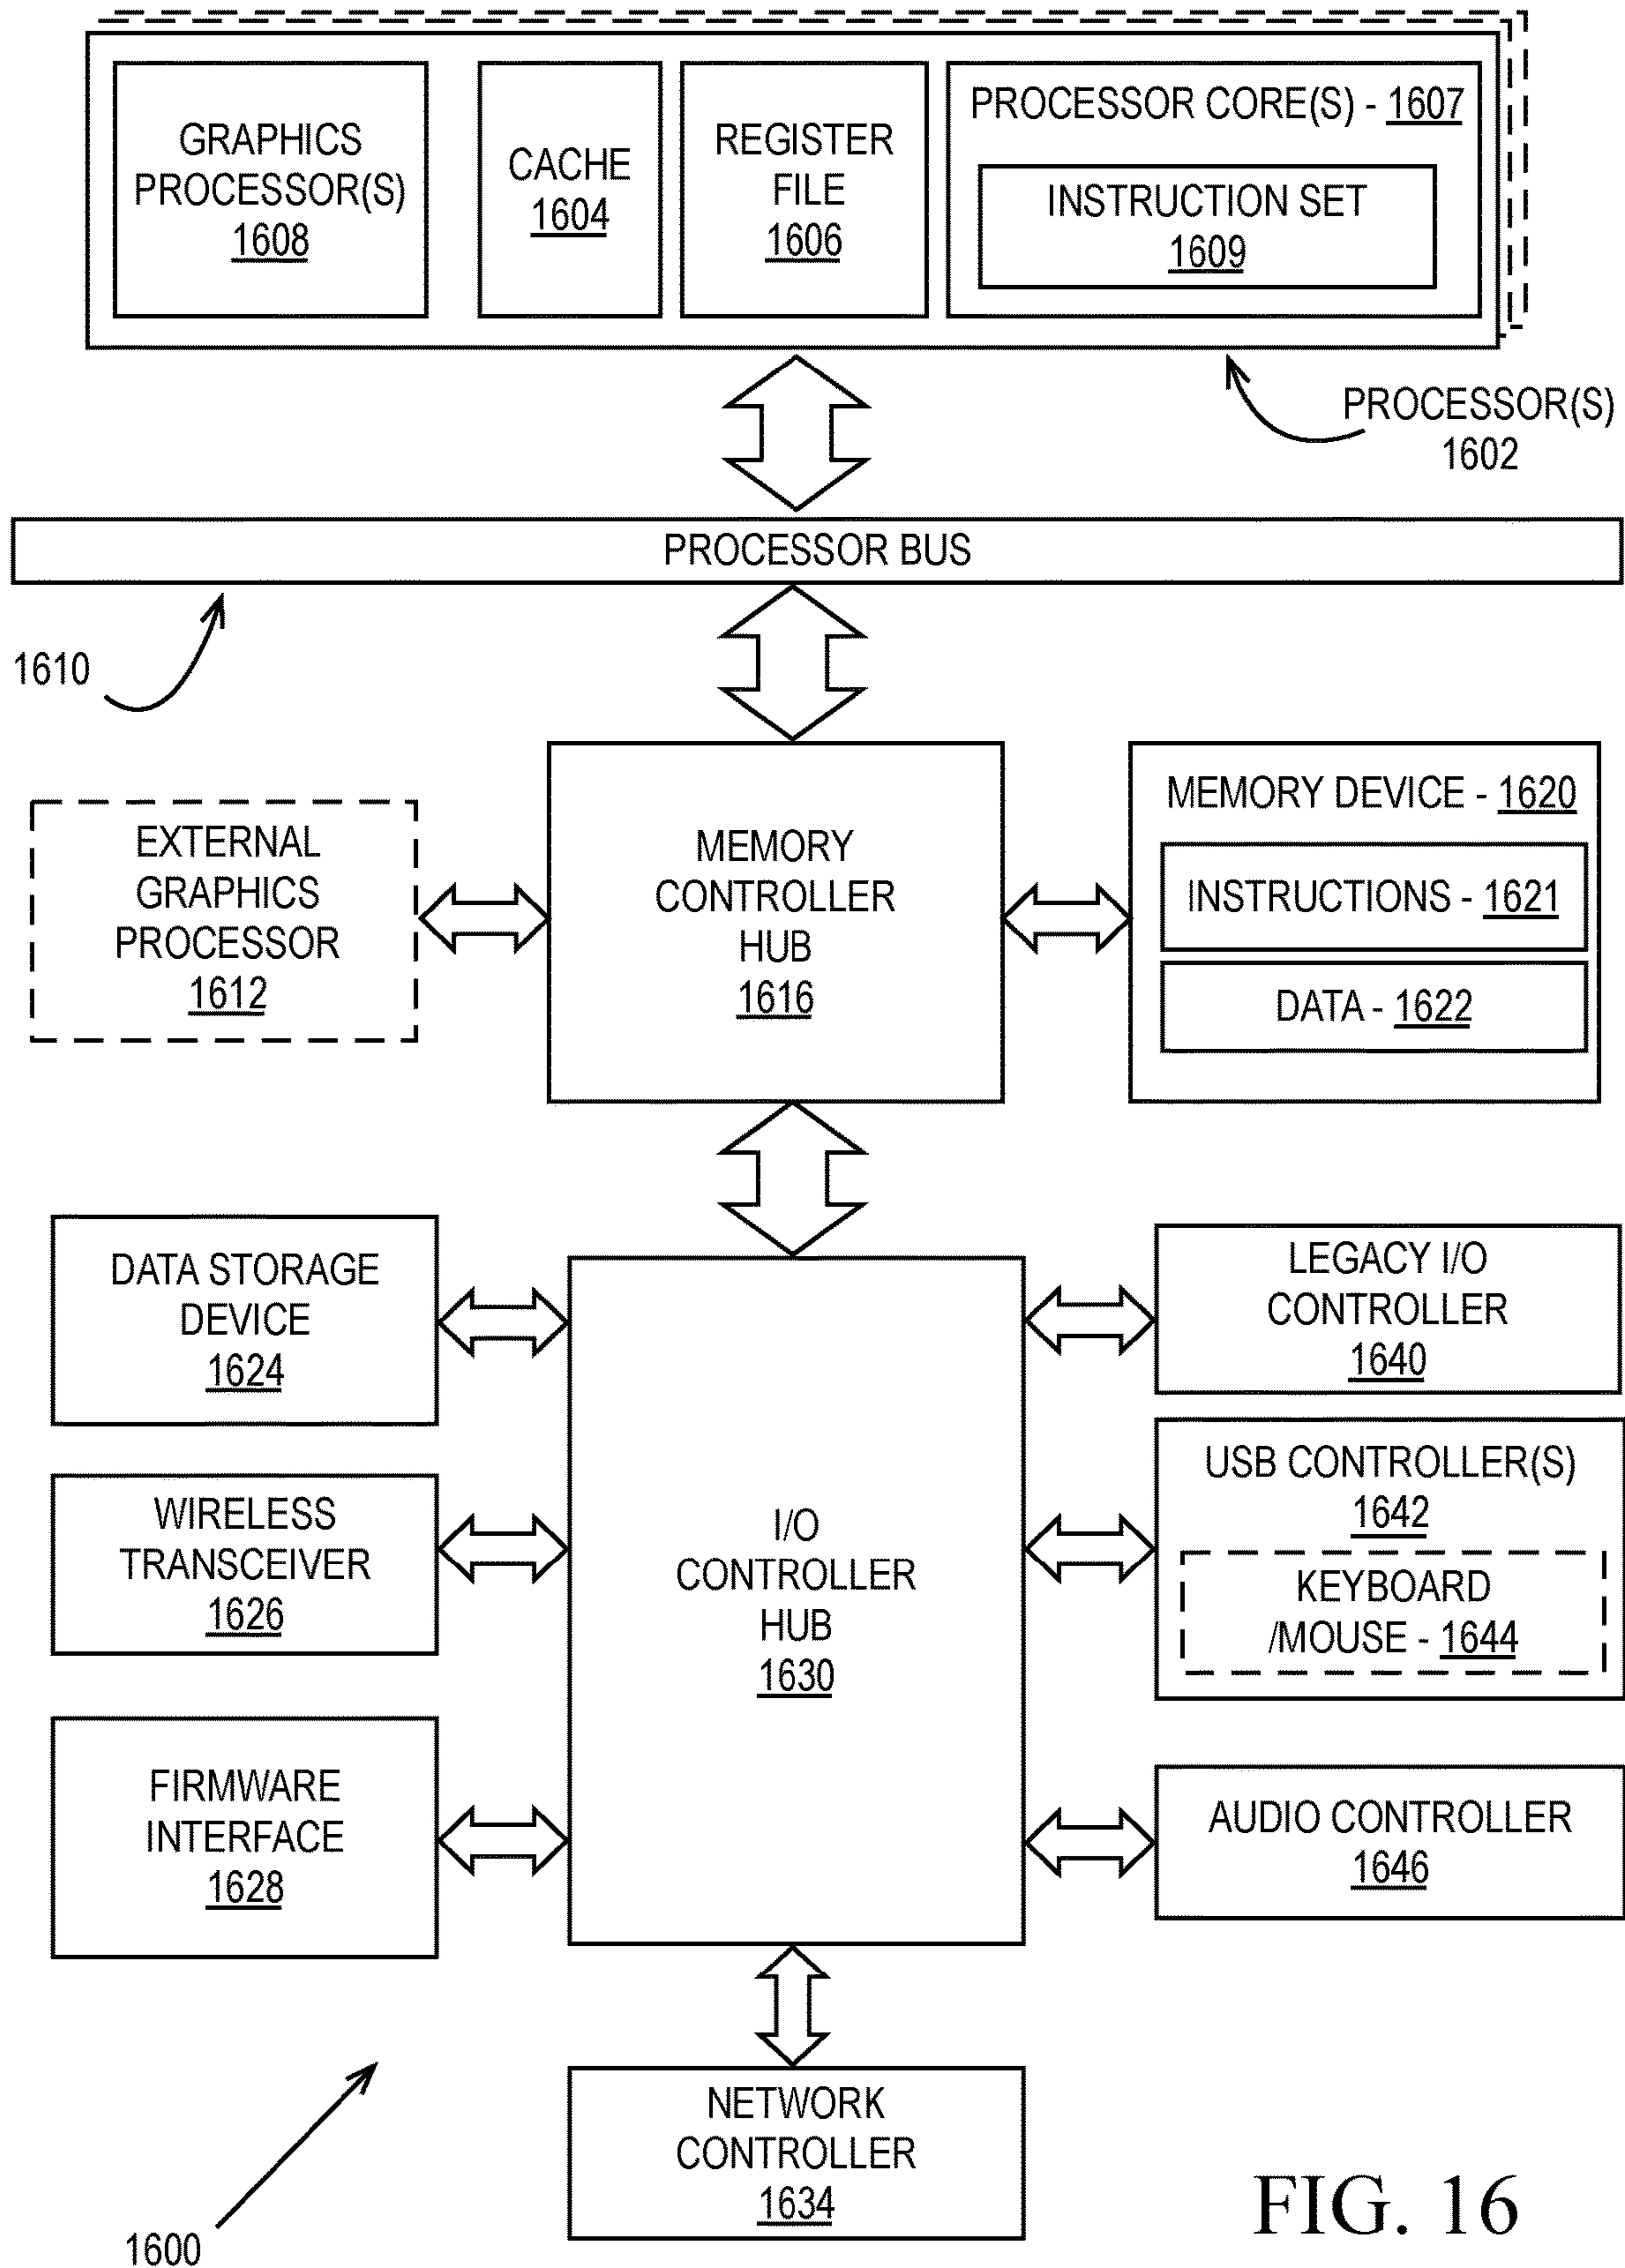 GRAPHICS
PROCESSOR(S)
1608
CACHE
1604
REGISTER
FILE
1606
PROCESSOR CORE(S) - 1607
INSTRUCTION SET
1609
PROCESSOR(S)
1602
PROCESSOR BUS
1610
EXTERNAL
GRAPHICS
PROCESSOR
1612
MEMORY
CONTROLLER
HUB
1616
MEMORY DEVICE - 1620
INSTRUCTIONS - 1621
DATA - 1622
DATA STORAGE
DEVICE
1624
WIRELESS
TRANSCEIVER
1626
FIRMWARE
INTERFACE
1628
I/O
CONTROLLER
HUB
1630
LEGACY I/O
CONTROLLER
1640
USB CONTROLLER(S)
1642
KEYBOARD
/MOUSE - 1644
AUDIO CONTROLLER
1646
NETWORK
CONTROLLER
1634
1600
FIG. 16